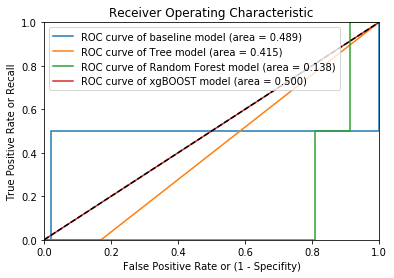 Receiver Operating Characteristic
1.0
0.8
0.6
0.4
0.2
0.0
True Positive Rate or Recall
ROC curve of baseline model (area = 0.489)
ROC curve of Tree model (area = 0.415)
ROC curve of Random Forest model (area = 0.138)
ROC curve of xgBOOST model (area = 0.500)
0.0 0.2 0.4 0.6 0.8 1.0
False Positive Rate or (1 - Specifity)